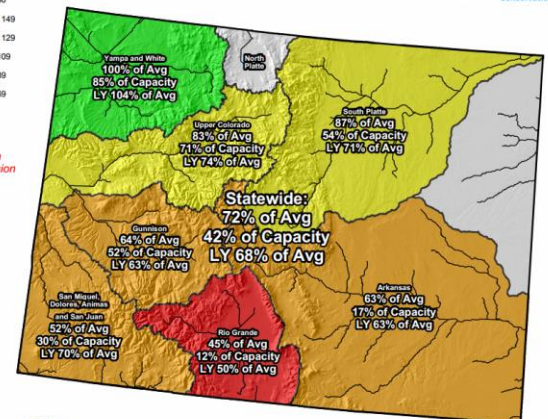 149
129
109
Yampa and White
100% of Avg
85% of Capacity
LY 104% of Avg
North
Platte
Upper Colorado
83% of Avg
71% of Capacity
LY 74% of Avg
South Platte
87% of Avg
54% of Capacity
LY 71% of Avg
Statewide:
72% of Avg
42% of Capacity
LY 68% of Avg
Gunnison
64% of Avg
52% of Capacity
LY 63% of Avg
Arkansas
63% of Avg
17% of Capacity
LY 63% of Avg
San Miguel,
Dolores, Animas
and San Juan
52% of Avg
30% of Capacity
LY 70% of Avg
Rio Grande
45% of Avg
12% of Capacity
LY 50% of Avg